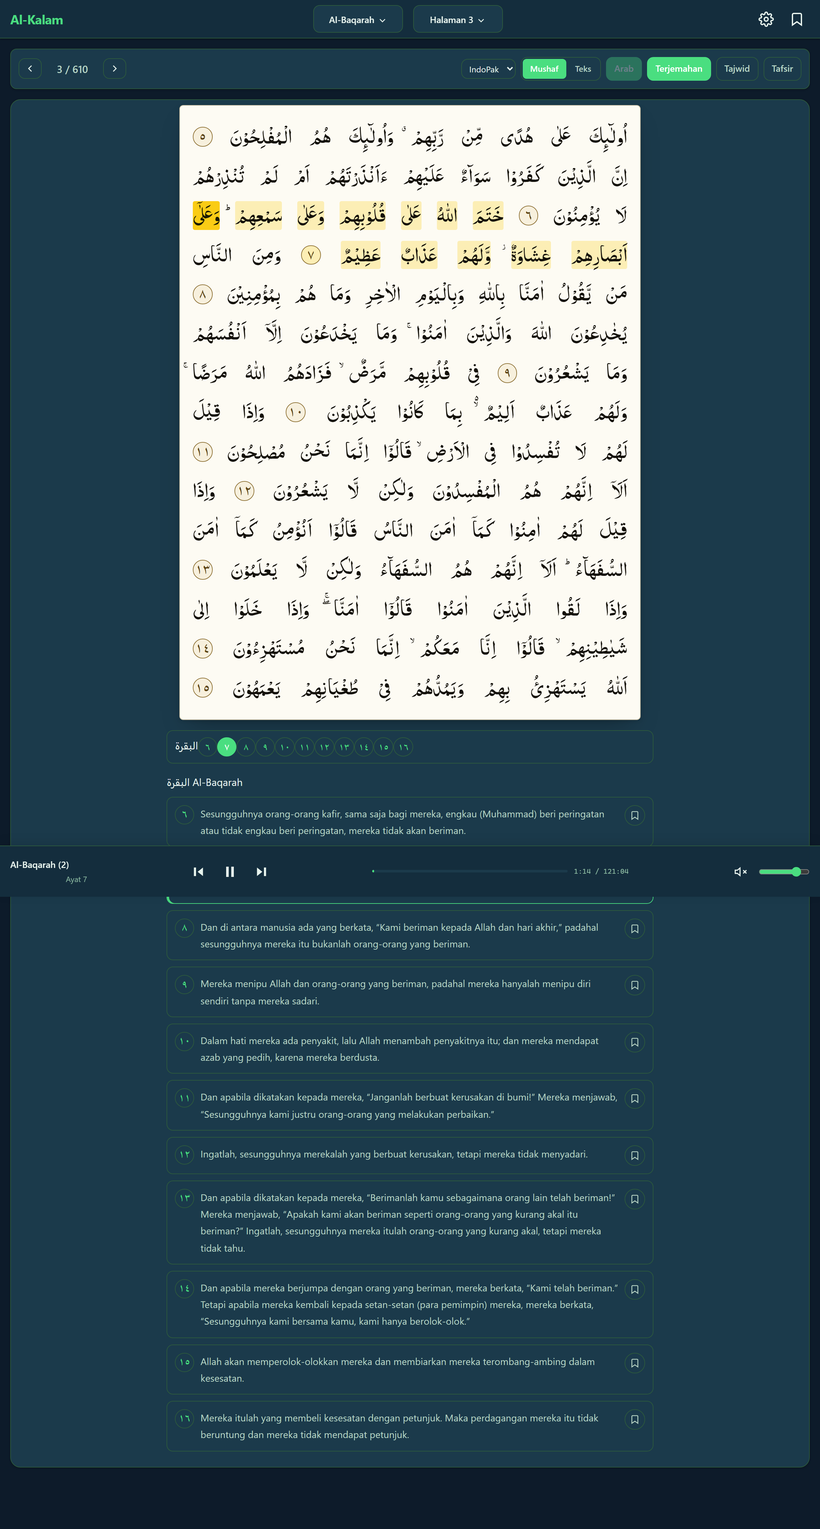 Al-Kalam
Al-Baqarah
Halaman 3
3 / 610
IndoPak
Mushaf
Teks
Arab
Terjemahan
Tajwid
Tafsir
اُولٰٓئِكَ عَلٰى هُدًى مِّنْ رَّبِّهِمْ ۙ وَاُولٰٓئِكَ هُمُ الْمُفْلِحُوْنَ ٥
اِنَّ الَّذِيْنَ كَفَرُوْا سَوَآءٌ عَلَيْهِمْ ءَاَنْذَرْتَهُمْ اَمْ لَمْ تُنْذِرْهُمْ
لَا يُؤْمِنُوْنَ ٦ خَتَمَ اللّٰهُ عَلٰى قُلُوْبِهِمْ وَعَلٰى سَمْعِهِمْ ؕ وَعَلٰٓى
اَبْصَارِهِمْ غِشَاوَةٌ ۫ وَّلَهُمْ عَذَابٌ عَظِيْمٌ ٧ وَمِنَ النَّاسِ
مَنْ يَّقُوْلُ اٰمَنَّا بِاللّٰهِ وَبِالْيَوْمِ الْاٰخِرِ وَمَا هُمْ بِمُؤْمِنِيْنَ ٨
يُخٰدِعُوْنَ اللّٰهَ وَالَّذِيْنَ اٰمَنُوْا ۚ وَمَا يَخْدَعُوْنَ اِلَّآ اَنْفُسَهُمْ
وَمَا يَشْعُرُوْنَ ٩ فِيْ قُلُوْبِهِمْ مَّرَضٌ ۙ فَزَادَهُمُ اللّٰهُ مَرَضًا ۚ
وَلَهُمْ عَذَابٌ اَلِيْمٌ ۙ۬ بِمَا كَانُوْا يَكْذِبُوْنَ ١٠ وَاِذَا قِيْلَ
لَهُمْ لَا تُفْسِدُوْا فِى الْاَرْضِ ۙ قَالُوْٓا اِنَّمَا نَحْنُ مُصْلِحُوْنَ ١١
اَلَآ اِنَّهُمْ هُمُ الْمُفْسِدُوْنَ وَلٰكِنْ لَّا يَشْعُرُوْنَ ١٢ وَاِذَا
قِيْلَ لَهُمْ اٰمِنُوْا كَمَآ اٰمَنَ النَّاسُ قَالُوْٓا اَنُؤْمِنُ كَمَآ اٰمَنَ
السُّفَهَآءُ ؕ اَلَآ اِنَّهُمْ هُمُ السُّفَهَآءُ وَلٰكِنْ لَّا يَعْلَمُوْنَ ١٣
وَاِذَا لَقُوا الَّذِيْنَ اٰمَنُوْا قَالُوْٓا اٰمَنَّا ۖۚ وَاِذَا خَلَوْا اِلٰى
شَيٰطِيْنِهِمْ ۙ قَالُوْٓا اِنَّا مَعَكُمْ ۙ اِنَّمَا نَحْنُ مُسْتَهْزِءُوْنَ ١٤
اَللّٰهُ يَسْتَهْزِئُ بِهِمْ وَيَمُدُّهُمْ فِيْ طُغْيَانِهِمْ يَعْمَهُوْنَ ١٥
البقرة ٦ ٧ ٨ ٩ ١٠ ١١ ١٢ ١٣ ١٤ ١٥ ١٦
البقرة Al-Baqarah
٦ Sesungguhnya orang-orang kafir, sama saja bagi mereka, engkau (Muhammad) beri peringatan
atau tidak engkau beri peringatan, mereka tidak akan beriman.
Al-Baqarah (2)
Ayat 7
1:14 / 121:04
٨ Dan di antara manusia ada yang berkata, “Kami beriman kepada Allah dan hari akhir,” padahal
sesungguhnya mereka itu bukanlah orang-orang yang beriman.
٩ Mereka menipu Allah dan orang-orang yang beriman, padahal mereka hanyalah menipu diri
sendiri tanpa mereka sadari.
١٠ Dalam hati mereka ada penyakit, lalu Allah menambah penyakitnya itu; dan mereka mendapat
azab yang pedih, karena mereka berdusta.
١١ Dan apabila dikatakan kepada mereka, “Janganlah berbuat kerusakan di bumi!” Mereka menjawab,
“Sesungguhnya kami justru orang-orang yang melakukan perbaikan.”
١٢ Ingatlah, sesungguhnya merekalah yang berbuat kerusakan, tetapi mereka tidak menyadari.
١٣ Dan apabila dikatakan kepada mereka, “Berimanlah kamu sebagaimana orang lain telah beriman!”
Mereka menjawab, “Apakah kami akan beriman seperti orang-orang yang kurang akal itu
beriman?” Ingatlah, sesungguhnya mereka itulah orang-orang yang kurang akal, tetapi mereka
tidak tahu.
١٤ Dan apabila mereka berjumpa dengan orang yang beriman, mereka berkata, “Kami telah beriman.”
Tetapi apabila mereka kembali kepada setan-setan (para pemimpin) mereka, mereka berkata,
“Sesungguhnya kami bersama kamu, kami hanya berolok-olok.”
١٥ Allah akan memperolok-olokkan mereka dan membiarkan mereka terombang-ambing dalam
kesesatan.
١٦ Mereka itulah yang membeli kesesatan dengan petunjuk. Maka perdagangan mereka itu tidak
beruntung dan mereka tidak mendapat petunjuk.